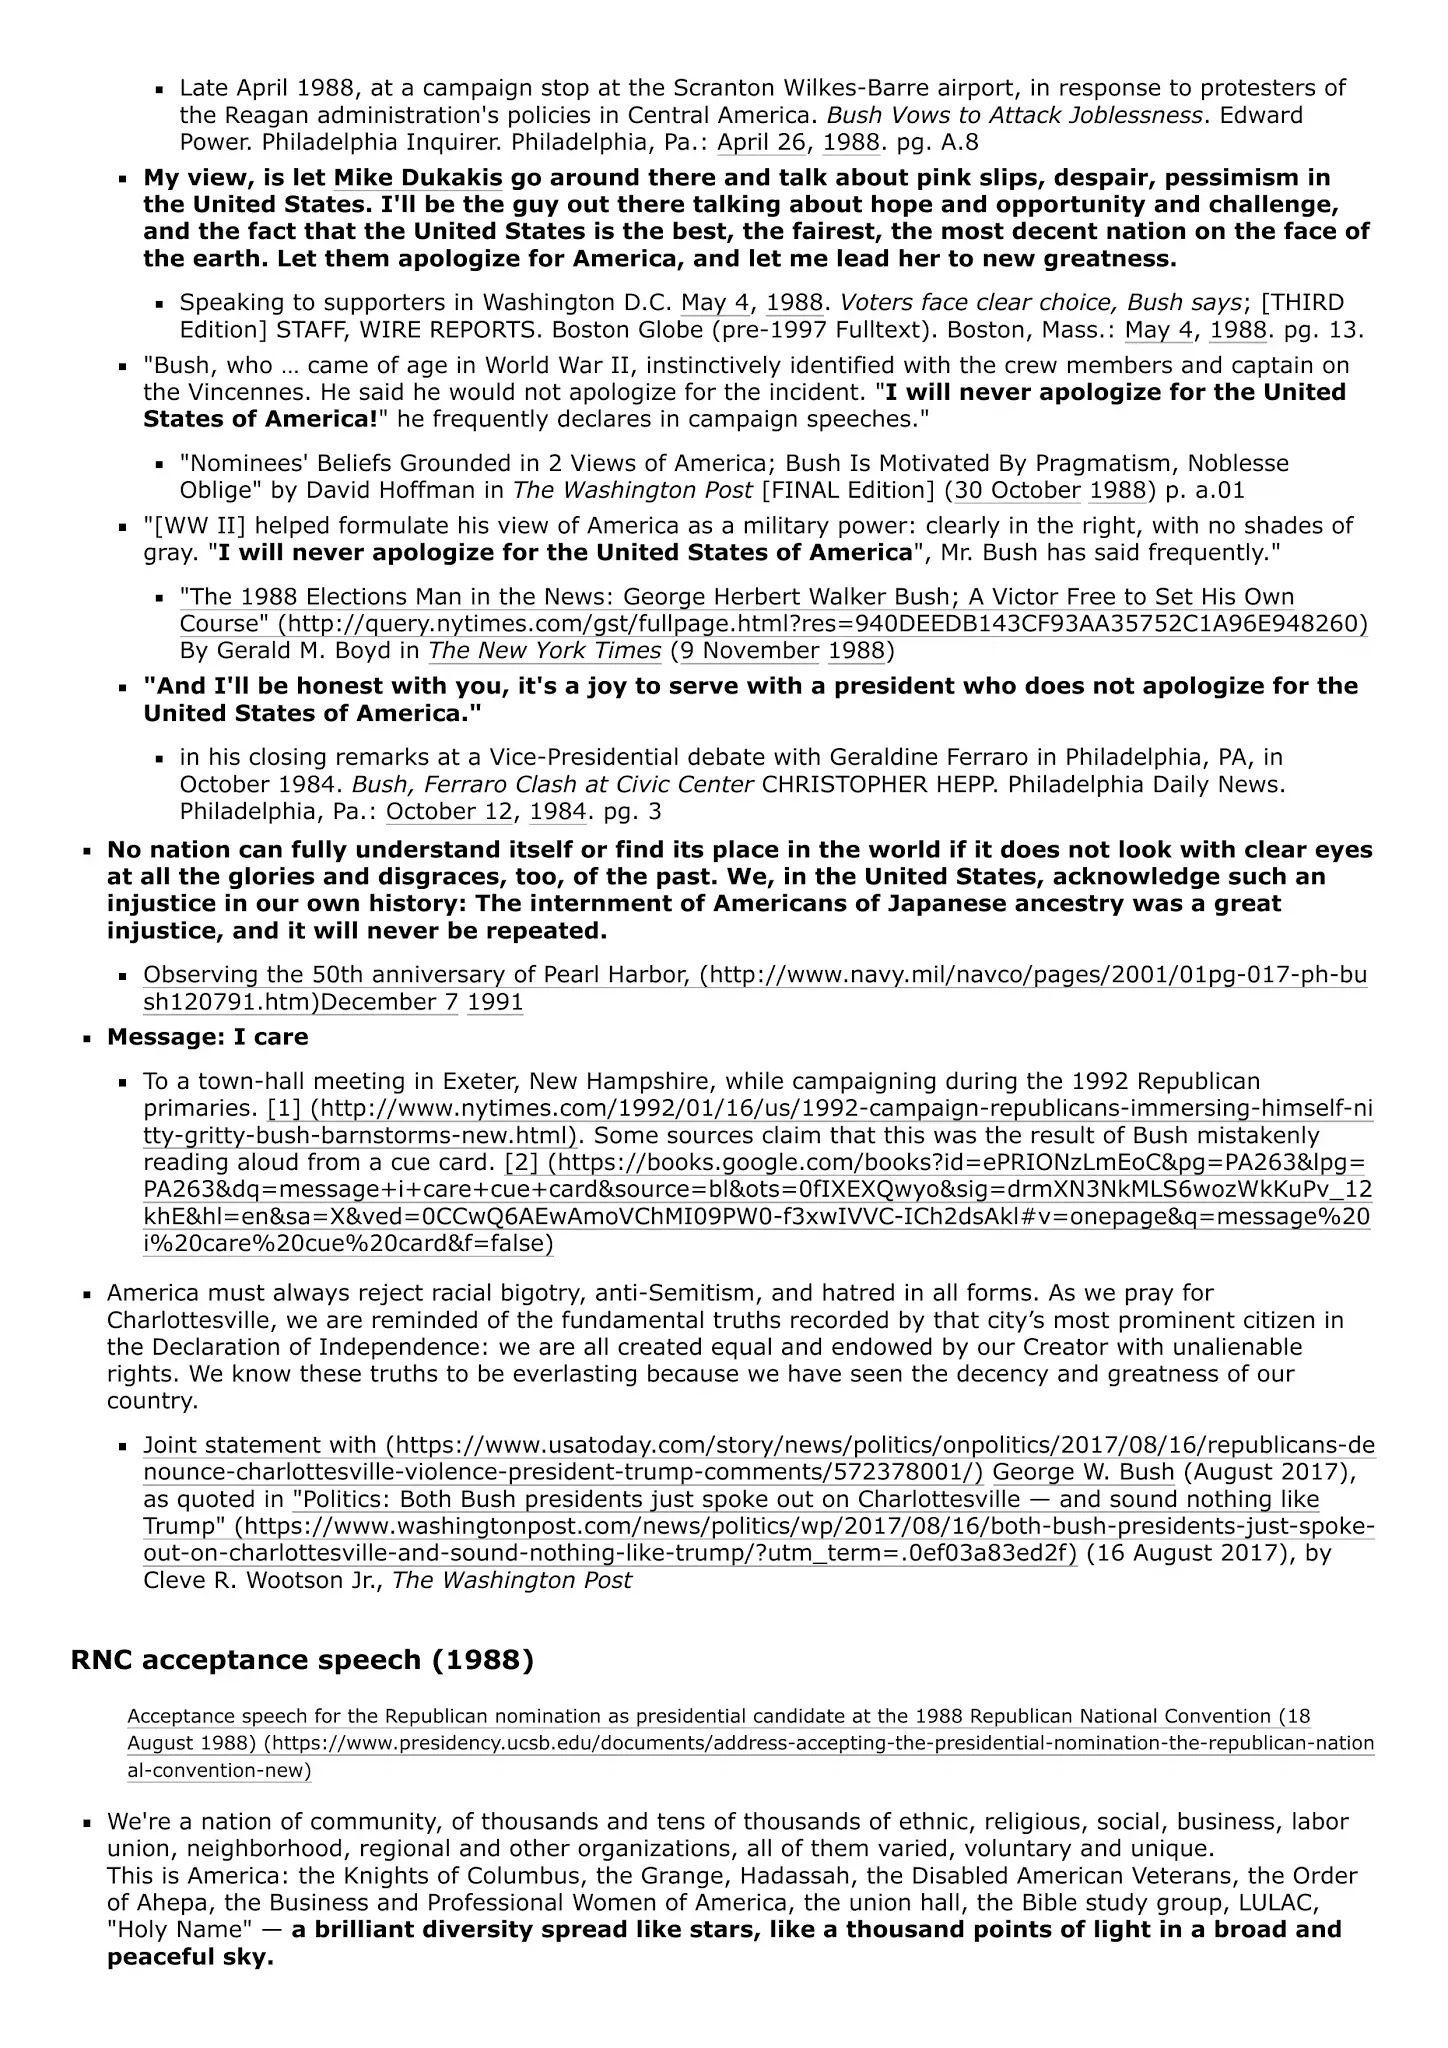 ▪ Late April 1988, at a campaign stop at the Scranton Wilkes-Barre airport, in response to protesters of
the Reagan administration's policies in Central America. Bush Vows to Attack Joblessness. Edward
Power. Philadelphia Inquirer. Philadelphia, Pa.: April 26, 1988. pg. A.8
▪ My view, is let Mike Dukakis go around there and talk about pink slips, despair, pessimism in
the United States. I'll be the guy out there talking about hope and opportunity and challenge,
and the fact that the United States is the best, the fairest, the most decent nation on the face of
the earth. Let them apologize for America, and let me lead her to new greatness.
▪ Speaking to supporters in Washington D.C. May 4, 1988. Voters face clear choice, Bush says; [THIRD
Edition] STAFF, WIRE REPORTS. Boston Globe (pre-1997 Fulltext). Boston, Mass.: May 4, 1988. pg. 13.
▪ "Bush, who … came of age in World War II, instinctively identified with the crew members and captain on
the Vincennes. He said he would not apologize for the incident. "I will never apologize for the United
States of America!" he frequently declares in campaign speeches."
▪ "Nominees' Beliefs Grounded in 2 Views of America; Bush Is Motivated By Pragmatism, Noblesse
Oblige" by David Hoffman in The Washington Post [FINAL Edition] (30 October 1988) p. a.01
▪ "[WW II] helped formulate his view of America as a military power: clearly in the right, with no shades of
gray. "I will never apologize for the United States of America", Mr. Bush has said frequently."
▪ "The 1988 Elections Man in the News: George Herbert Walker Bush; A Victor Free to Set His Own
Course" (http://query.nytimes.com/gst/fullpage.html?res=940DEEDB143CF93AA35752C1A96E948260)
By Gerald M. Boyd in The New York Times (9 November 1988)
▪ "And I'll be honest with you, it's a joy to serve with a president who does not apologize for the
United States of America."
▪ in his closing remarks at a Vice-Presidential debate with Geraldine Ferraro in Philadelphia, PA, in
October 1984. Bush, Ferraro Clash at Civic Center CHRISTOPHER HEPP. Philadelphia Daily News.
Philadelphia, Pa.: October 12, 1984. pg. 3
▪ No nation can fully understand itself or find its place in the world if it does not look with clear eyes
at all the glories and disgraces, too, of the past. We, in the United States, acknowledge such an
injustice in our own history: The internment of Americans of Japanese ancestry was a great
injustice, and it will never be repeated.
▪ Observing the 50th anniversary of Pearl Harbor, (http://www.navy.mil/navco/pages/2001/01pg-017-ph-bu
sh120791.htm)December 7 1991
▪ Message: I care
▪ To a town-hall meeting in Exeter, New Hampshire, while campaigning during the 1992 Republican
primaries. [1] (http://www.nytimes.com/1992/01/16/us/1992-campaign-republicans-immersing-himself-ni
tty-gritty-bush-barnstorms-new.html). Some sources claim that this was the result of Bush mistakenly
reading aloud from a cue card. [2] (https://books.google.com/books?id=ePRIONzLmEoC&pg=PA263&lpg=
PA263&dq=message+i+care+cue+card&source=bl&ots=0fIXEXQwyo&sig=drmXN3NkMLS6wozWkKuPv_12
khE&hl=en&sa=X&ved=0CCwQ6AEwAmoVChMI09PW0-f3xwIVVC-ICh2dsAkl#v=onepage&q=message%20
i%20care%20cue%20card&f=false)
▪ America must always reject racial bigotry, anti-Semitism, and hatred in all forms. As we pray for
Charlottesville, we are reminded of the fundamental truths recorded by that city’s most prominent citizen in
the Declaration of Independence: we are all created equal and endowed by our Creator with unalienable
rights. We know these truths to be everlasting because we have seen the decency and greatness of our
country.
▪ Joint statement with (https://www.usatoday.com/story/news/politics/onpolitics/2017/08/16/republicans-de
nounce-charlottesville-violence-president-trump-comments/572378001/) George W. Bush (August 2017),
as quoted in "Politics: Both Bush presidents just spoke out on Charlottesville — and sound nothing like
Trump" (https://www.washingtonpost.com/news/politics/wp/2017/08/16/both-bush-presidents-just-spoke-
out-on-charlottesville-and-sound-nothing-like-trump/?utm_term=.0ef03a83ed2f) (16 August 2017), by
Cleve R. Wootson Jr., The Washington Post
RNC acceptance speech (1988)
Acceptance speech for the Republican nomination as presidential candidate at the 1988 Republican National Convention (18
August 1988) (https://www.presidency.ucsb.edu/documents/address-accepting-the-presidential-nomination-the-republican-nation
al-convention-new)
▪ We're a nation of community, of thousands and tens of thousands of ethnic, religious, social, business, labor
union, neighborhood, regional and other organizations, all of them varied, voluntary and unique.
This is America: the Knights of Columbus, the Grange, Hadassah, the Disabled American Veterans, the Order
of Ahepa, the Business and Professional Women of America, the union hall, the Bible study group, LULAC,
"Holy Name" — a brilliant diversity spread like stars, like a thousand points of light in a broad and
peaceful sky.